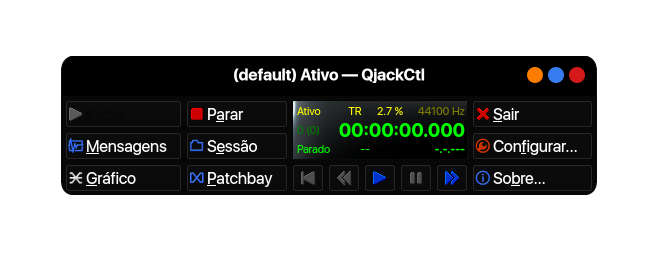 (default) Ativo — QjackCtl
Parar
Ativo TR 2.7 % 44100 Hz
Sair
Mensagens
Sessão
0 (0) 00:00:00.000
Configurar...
Parado -- -.-.---
Gráfico
Patchbay
Sobre...